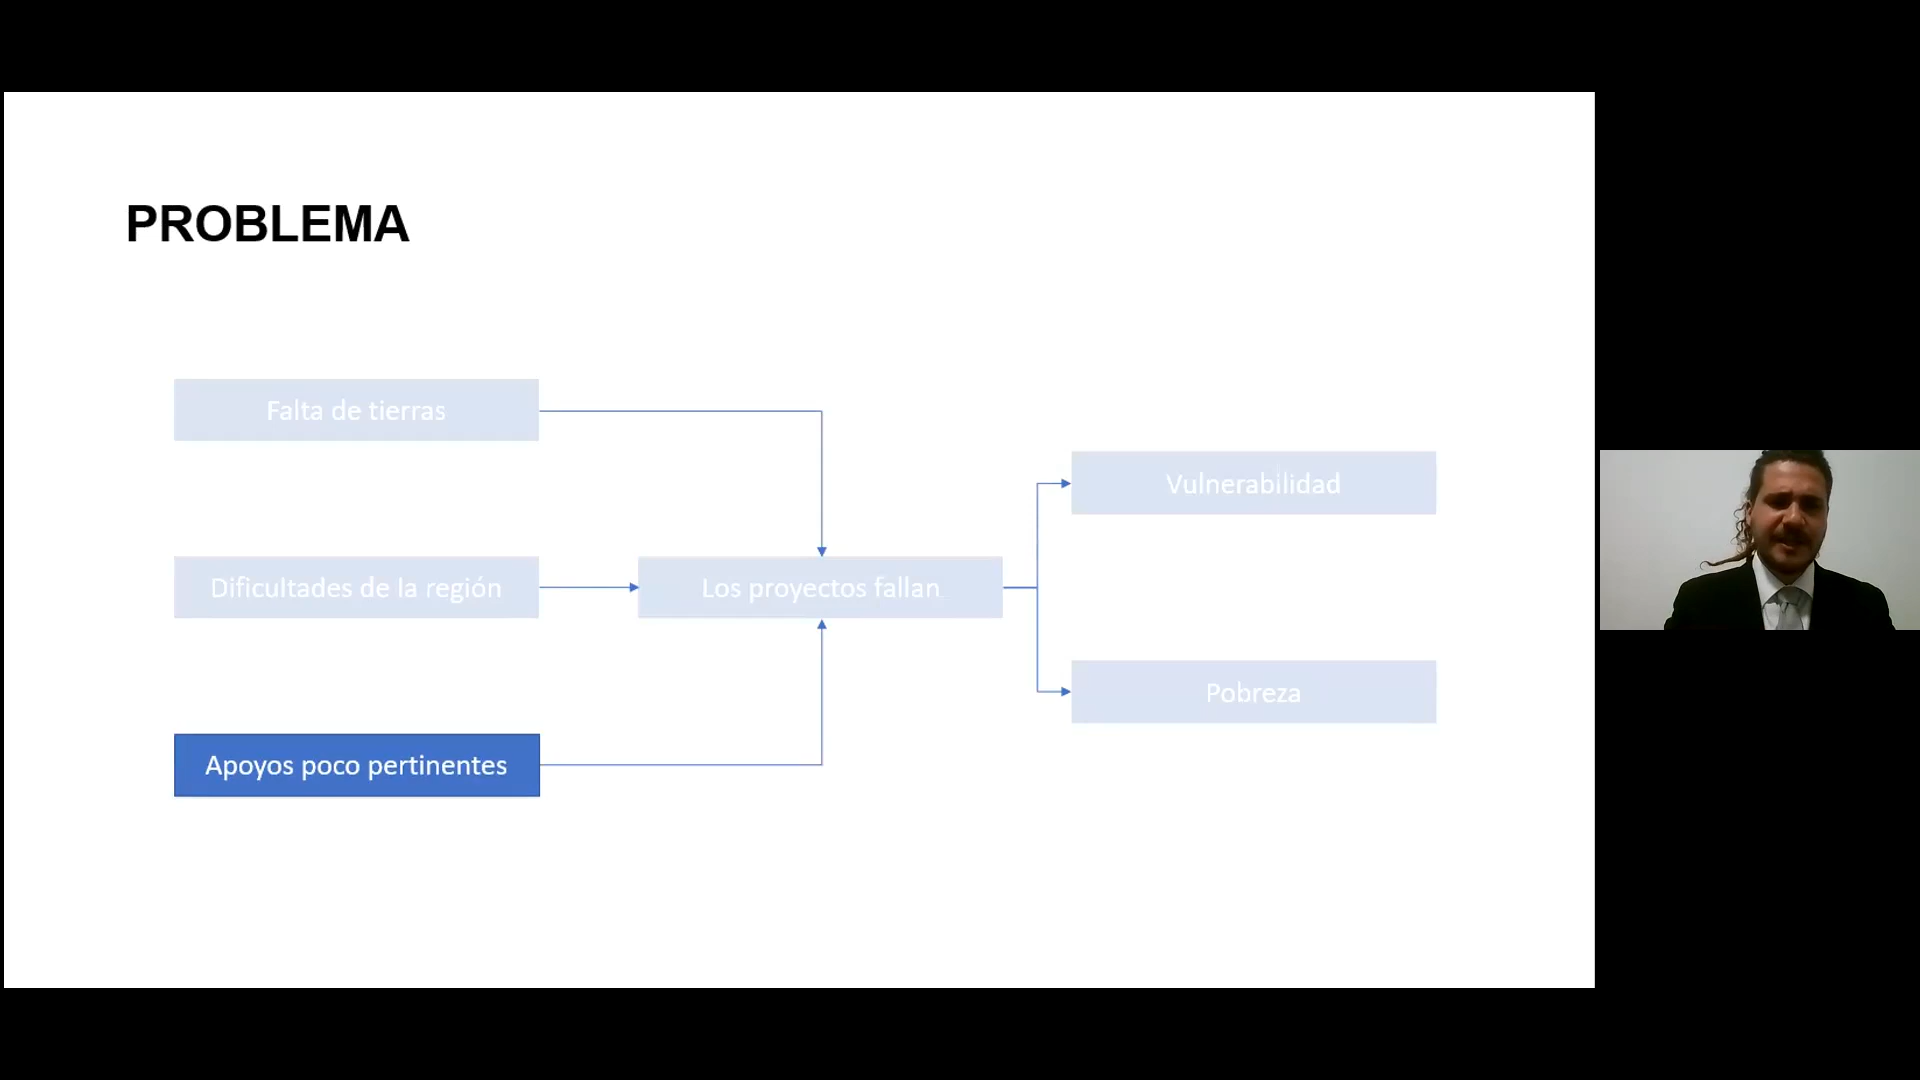 PROBLEMA
Falta de tierras
Dificultades de la región
Apoyos poco pertinentes
Los proyectos fallan
Vulnerabilidad
Pobreza